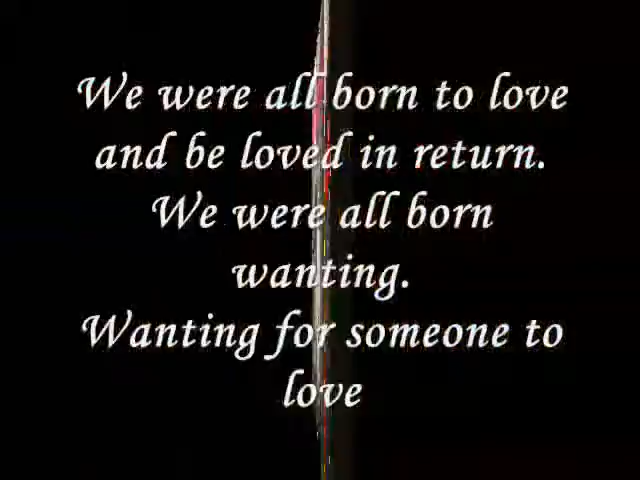 We were all born to love
and be loved in return.
We were all born
wanting.
Wanting for someone to
love